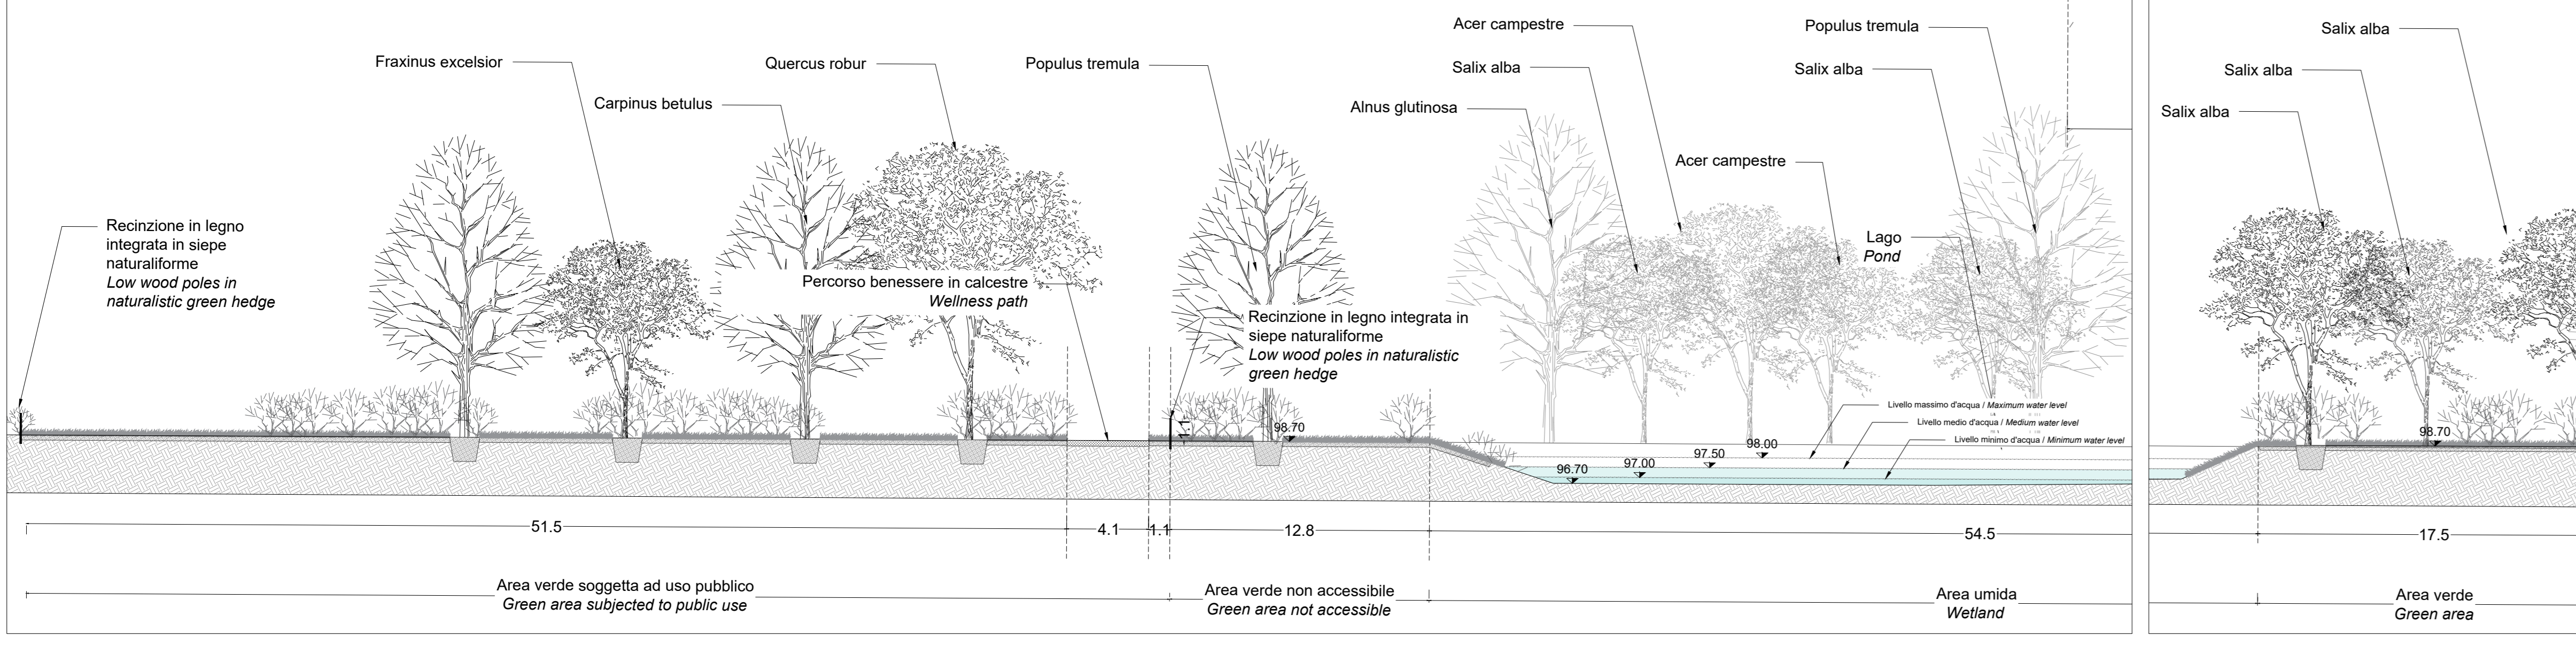 Acer campestre
Populus tremula
Salix alba
Fraxinus excelsior
Quercus robur
Populus tremula
Salix alba
Salix alba
Salix alba
Carpinus betulus
Alnus glutinosa
Salix alba
Acer campestre
Recinzione in legno
integrata in siepe
naturaliforme
Low wood poles in
naturalistic green hedge
Lago
Pond
Percorso benessere in calcestre
Wellness path
Recinzione in legno integrata in
siepe naturaliforme
Low wood poles in naturalistic
green hedge
1.1
98.70
Livello massimo d'acqua / Maximum water level
Livello medio d'acqua / Medium water level
Livello minimo d'acqua / Minimum water level
98.00
97.50
97.00
96.70
98.70
51.5
4.1
1.1
12.8
54.5
17.5
Area verde soggetta ad uso pubblico
Green area subjected to public use
Area verde non accessibile
Green area not accessible
Area umida
Wetland
Area verde
Green area